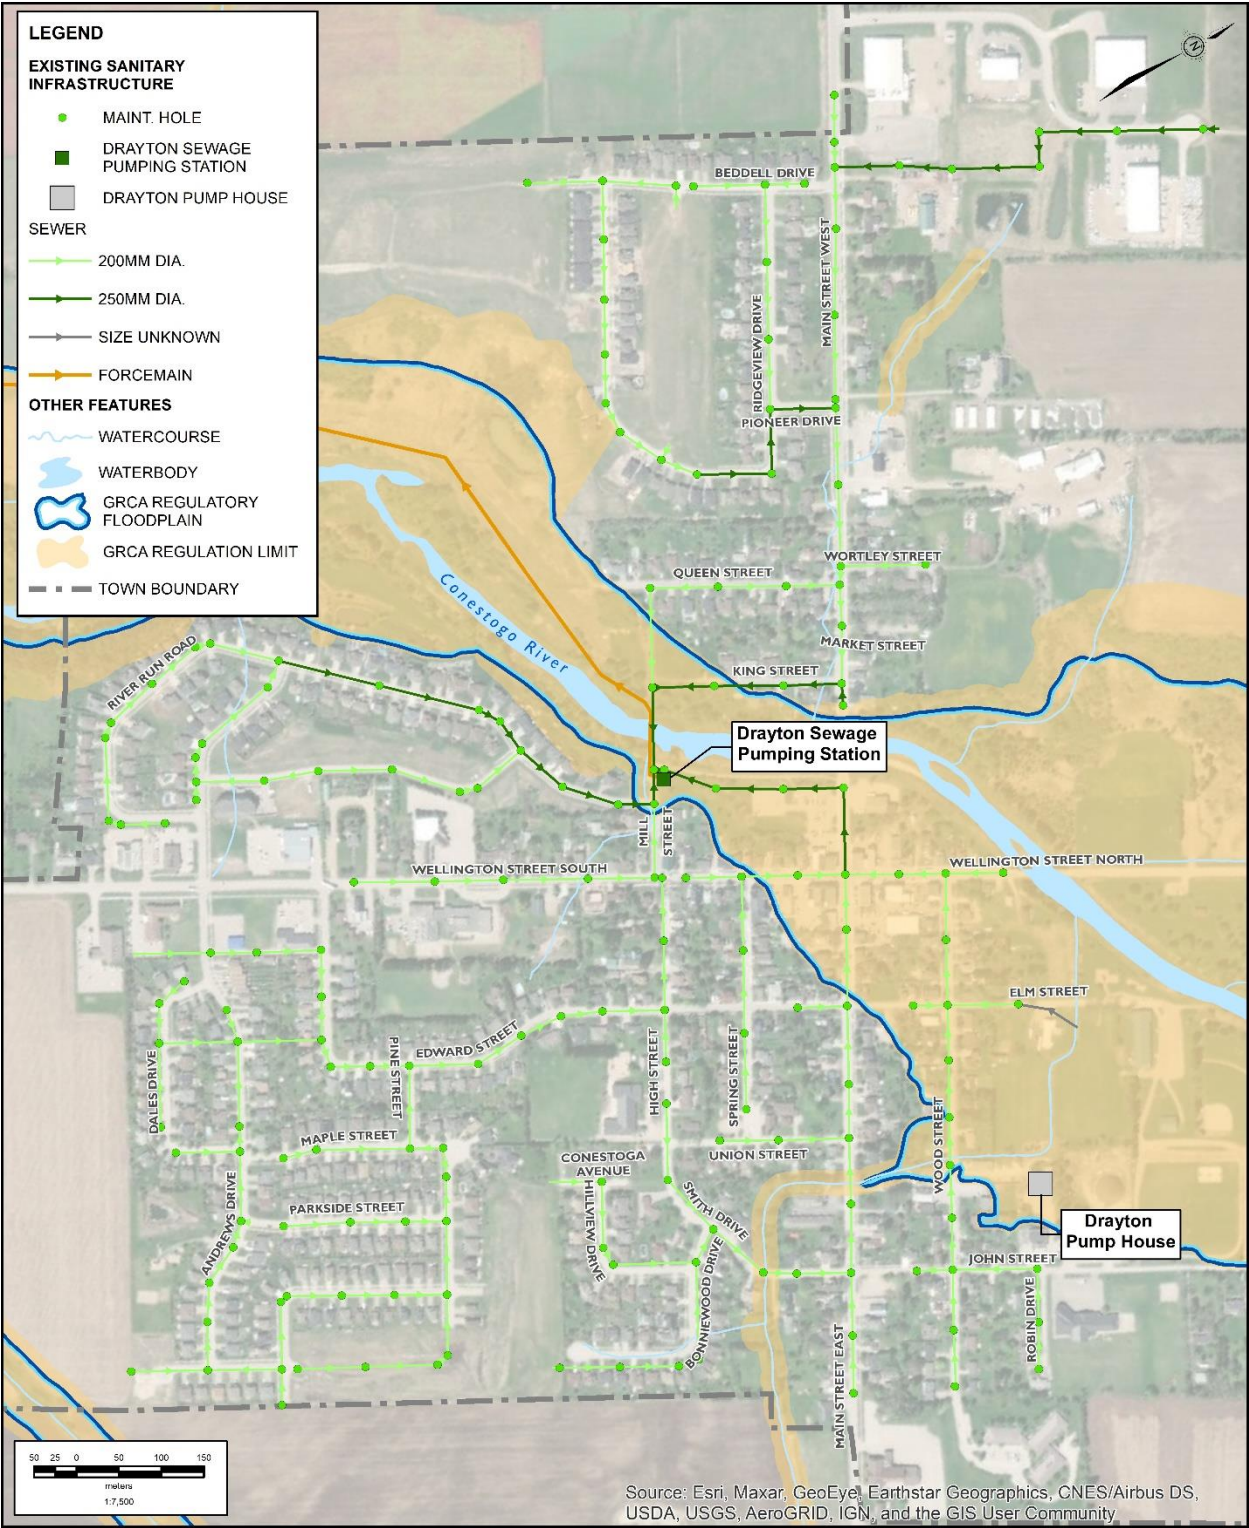 LEGEND
EXISTING SANITARY
INFRASTRUCTURE
MAINT. HOLE
DRAYTON SEWAGE
PUMPING STATION
DRAYTON PUMP HOUSE
SEWER
200MM DIA.
250MM DIA.
SIZE UNKNOWN
FORCEMAIN
OTHER FEATURES
WATERCOURSE
WATERBODY
GRCA REGULATORY
FLOODPLAIN
GRCA REGULATION LIMIT
TOWN BOUNDARY
N
BEDDELL DRIVE
MAIN STREET WEST
RIDGEVIEW DRIVE
PIONEER DRIVE
WORTLEY STREET
QUEEN STREET
Conestogo River
MARKET STREET
KING STREET
RIVER RUN ROAD
Drayton Sewage
Pumping Station
MILL
STREET
WELLINGTON STREET SOUTH
WELLINGTON STREET NORTH
ELM STREET
EDWARD STREET
PINE STREET
DALES DRIVE
HIGH STREET
SPRING STREET
WOOD STREET
MAPLE STREET
UNION STREET
CONESTOGA
AVENUE
HILLVIEW DRIVE
SMITH DRIVE
PARKSIDE STREET
ANDREWS DRIVE
Drayton
Pump House
JOHN STREET
BONNIEWOOD DRIVE
ROBIN DRIVE
MAIN STREET EAST
50 25 0 50 100 150
meters
1:7,500
Source: Esri, Maxar, GeoEye, Earthstar Geographics, CNES/Airbus DS,
USDA, USGS, AeroGRID, IGN, and the GIS User Community